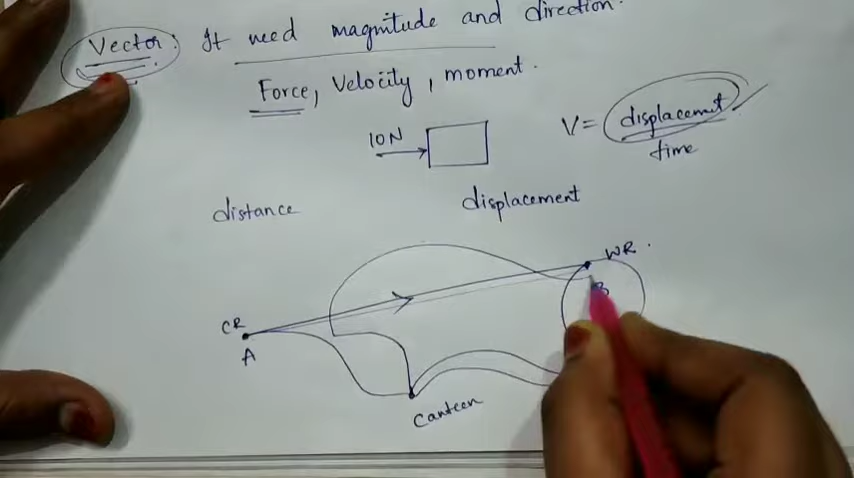 Vector: It need magnitude and direction.
Force, Velocity, moment.
10N
V= displacement
time
distance displacement
WR.
B
CR
A
Canteen